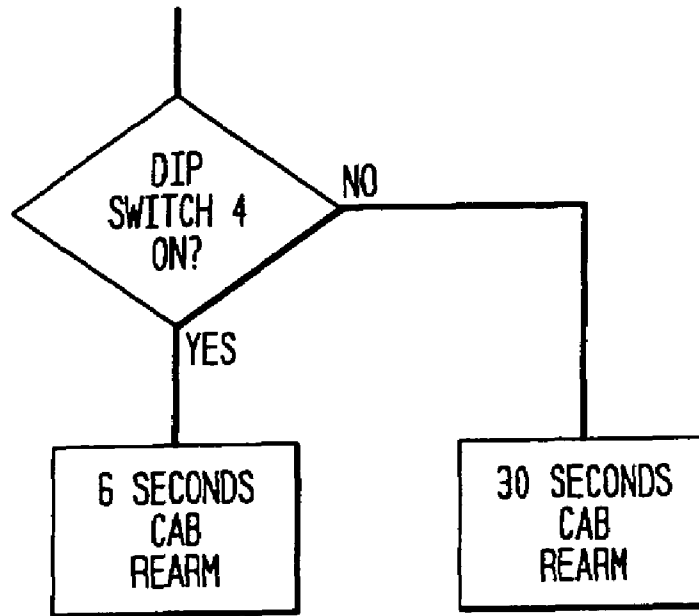 DIP
SWITCH 4
ON?
NO
YES
6 SECONDS
CAB
REARM
30 SECONDS
CAB
REARM